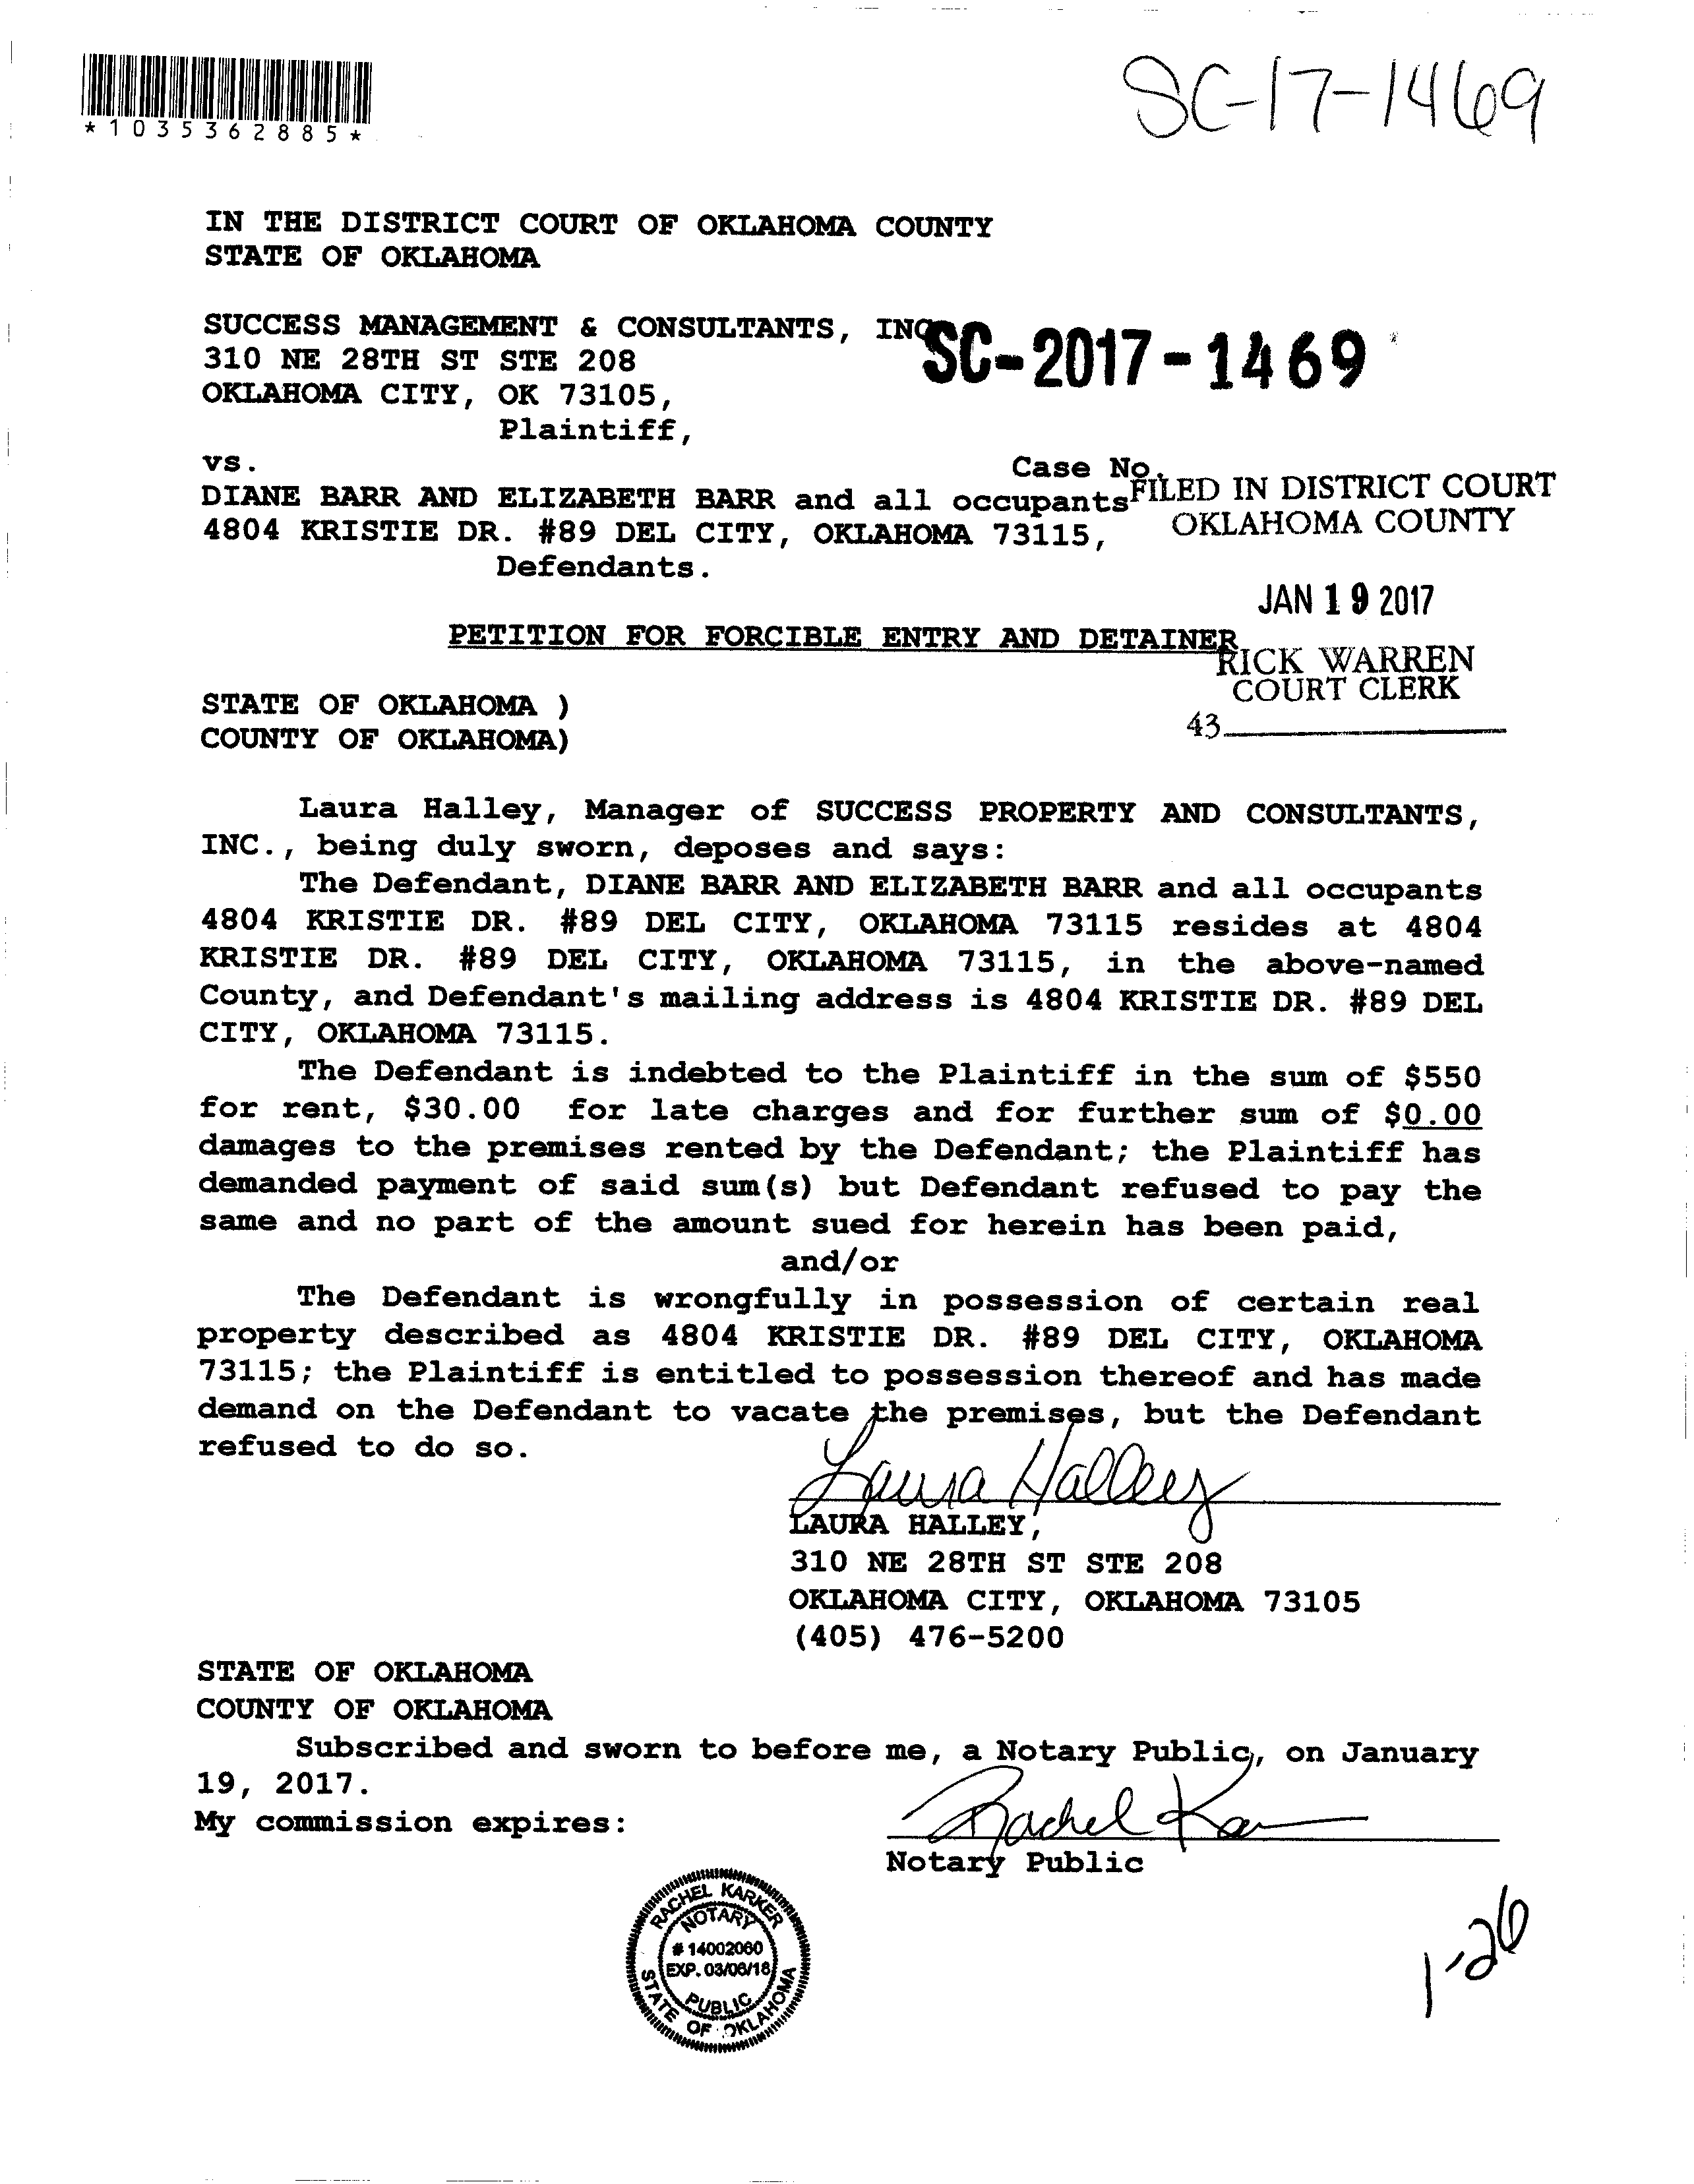 SC-17-1469
*1035362885*
IN THE DISTRICT COURT OF OKLAHOMA COUNTY
STATE OF OKLAHOMA
SUCCESS MANAGEMENT & CONSULTANTS, INC
SC-2017-1469
310 NE 28TH ST STE 208
OKLAHOMA CITY, OK 73105,
Plaintiff,
vs.
Case No.
DIANE BARR AND ELIZABETH BARR and all occupants
FILED IN DISTRICT COURT
OKLAHOMA COUNTY
4804 KRISTIE DR. #89 DEL CITY, OKLAHOMA 73115,
Defendants.
JAN 19 2017
PETITION FOR FORCIBLE ENTRY AND DETAINER
RICK WARREN
COURT CLERK
43
STATE OF OKLAHOMA )
COUNTY OF OKLAHOMA)
Laura Halley, Manager of SUCCESS PROPERTY AND CONSULTANTS,
INC., being duly sworn, deposes and says:
The Defendant, DIANE BARR AND ELIZABETH BARR and all occupants
4804 KRISTIE DR. #89 DEL CITY, OKLAHOMA 73115 resides at 4804
KRISTIE DR. #89 DEL CITY, OKLAHOMA 73115, in the above-named
County, and Defendant's mailing address is 4804 KRISTIE DR. #89 DEL
CITY, OKLAHOMA 73115.
The Defendant is indebted to the Plaintiff in the sum of $550
for rent, $30.00 for late charges and for further sum of $0.00
damages to the premises rented by the Defendant; the Plaintiff has
demanded payment of said sum(s) but Defendant refused to pay the
same and no part of the amount sued for herein has been paid,
and/or
The Defendant is wrongfully in possession of certain real
property described as 4804 KRISTIE DR. #89 DEL CITY, OKLAHOMA
73115; the Plaintiff is entitled to possession thereof and has made
demand on the Defendant to vacate the premises, but the Defendant
refused to do so.
Laura Halley
LAURA HALLEY,
310 NE 28TH ST STE 208
OKLAHOMA CITY, OKLAHOMA 73105
(405) 476-5200
STATE OF OKLAHOMA
COUNTY OF OKLAHOMA
Subscribed and sworn to before me, a Notary Public, on January
19, 2017.
My commission expires:
Rachel
Notary Public
RACHEL KARKER
NOTARY
# 14002060
EXP. 03/06/18
PUBLIC
STATE OF OKLAHOMA
1-26